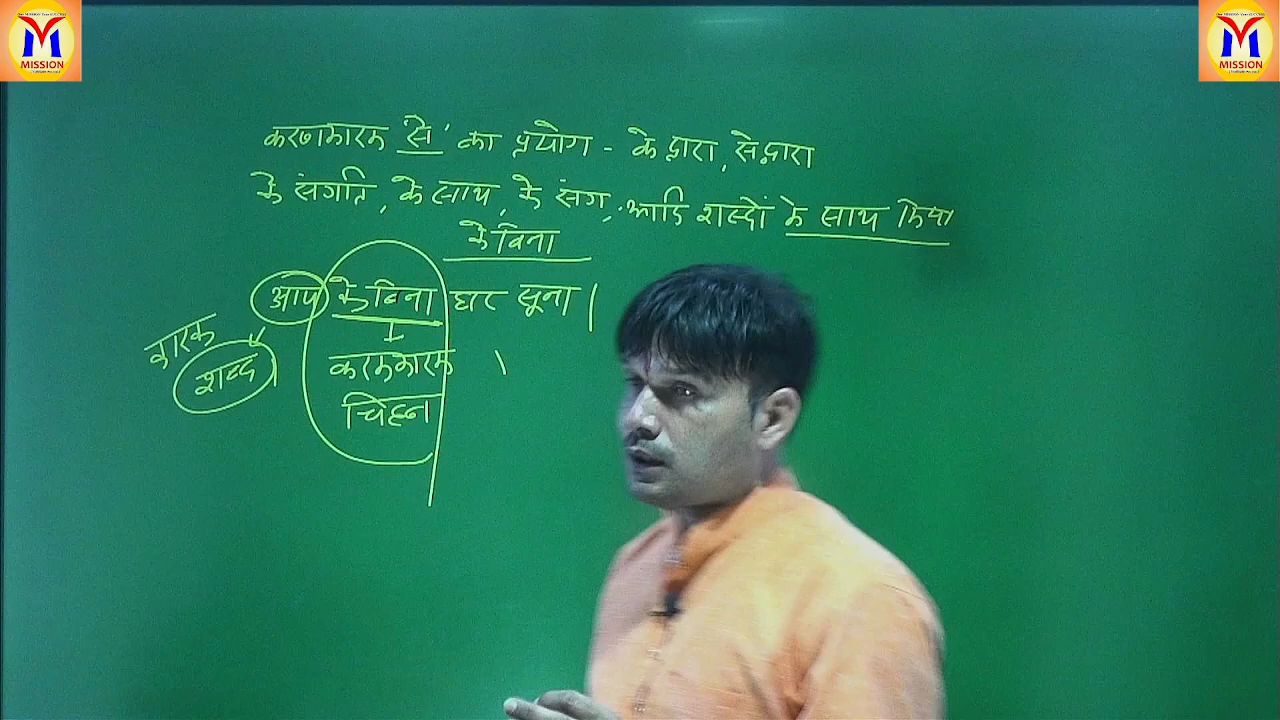 MISSION
MISSION
करणकारक 'से' का प्रयोग - के द्वारा, से द्वारा
के संगति, के साथ, के संग, आदि शब्दों के साथ किया
के बिना
आप के बिना घर सूना।
कारक
शब्द
करणकारक
चिह्न